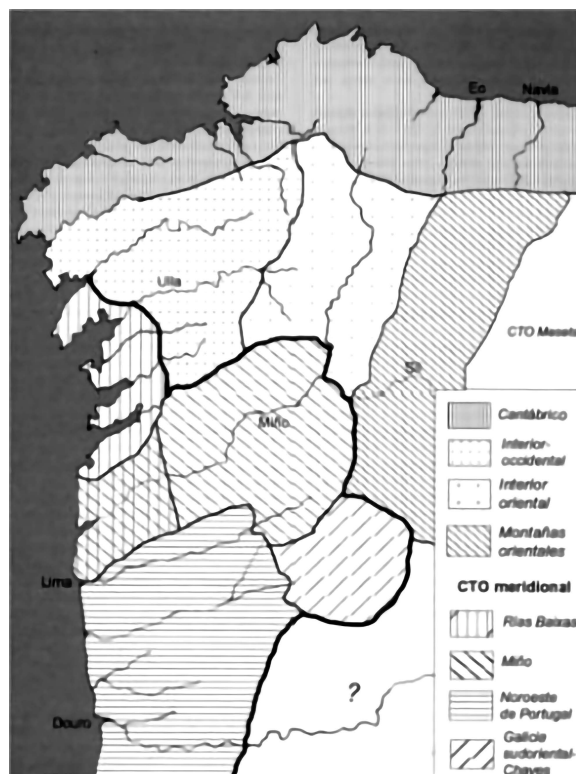 Eo
Navia
Ulla
CTO Meseta
Sil
Miño
Lima
Douro
?
Cantábrico
Interior-
occidental
Interior
oriental
Montañas
orientales
CTO meridional
Rías Baixas
Miño
Noroeste
de Portugal
Galicia
sudoriental-
Chaves